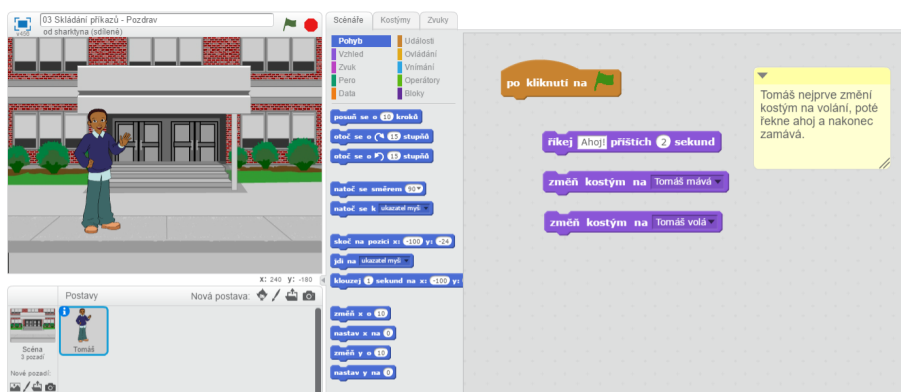 03 Skládání příkazů - Pozdrav
od sharktyna (sdílené)
Scénáře Kostýmy Zvuky
Pohyb Události
Vzhled Ovládání
Zvuk Vnímání
Pero Operátory
Data Bloky
posuň se o 10 kroků
otoč se o 15 stupňů
otoč se o 15 stupňů
natoč se směrem 90
natoč se k ukazatel myš
skoč na pozici x: -100 y: -24
jdi na ukazatel myš
klouzej 1 sekund na x: -100 y:
změň x o 10
nastav x na 0
změň y o 10
nastav y na 0
po kliknutí na
říkej Ahoj! příštích 2 sekund
změň kostým na Tomáš mává
změň kostým na Tomáš volá
Tomáš nejprve změní
kostým na volání, poté
řekne ahoj a nakonec
zamává.
x: 240 y: -180
Postavy Nová postava:
Scéna
3 pozadí
Tomáš
Nové pozadí: